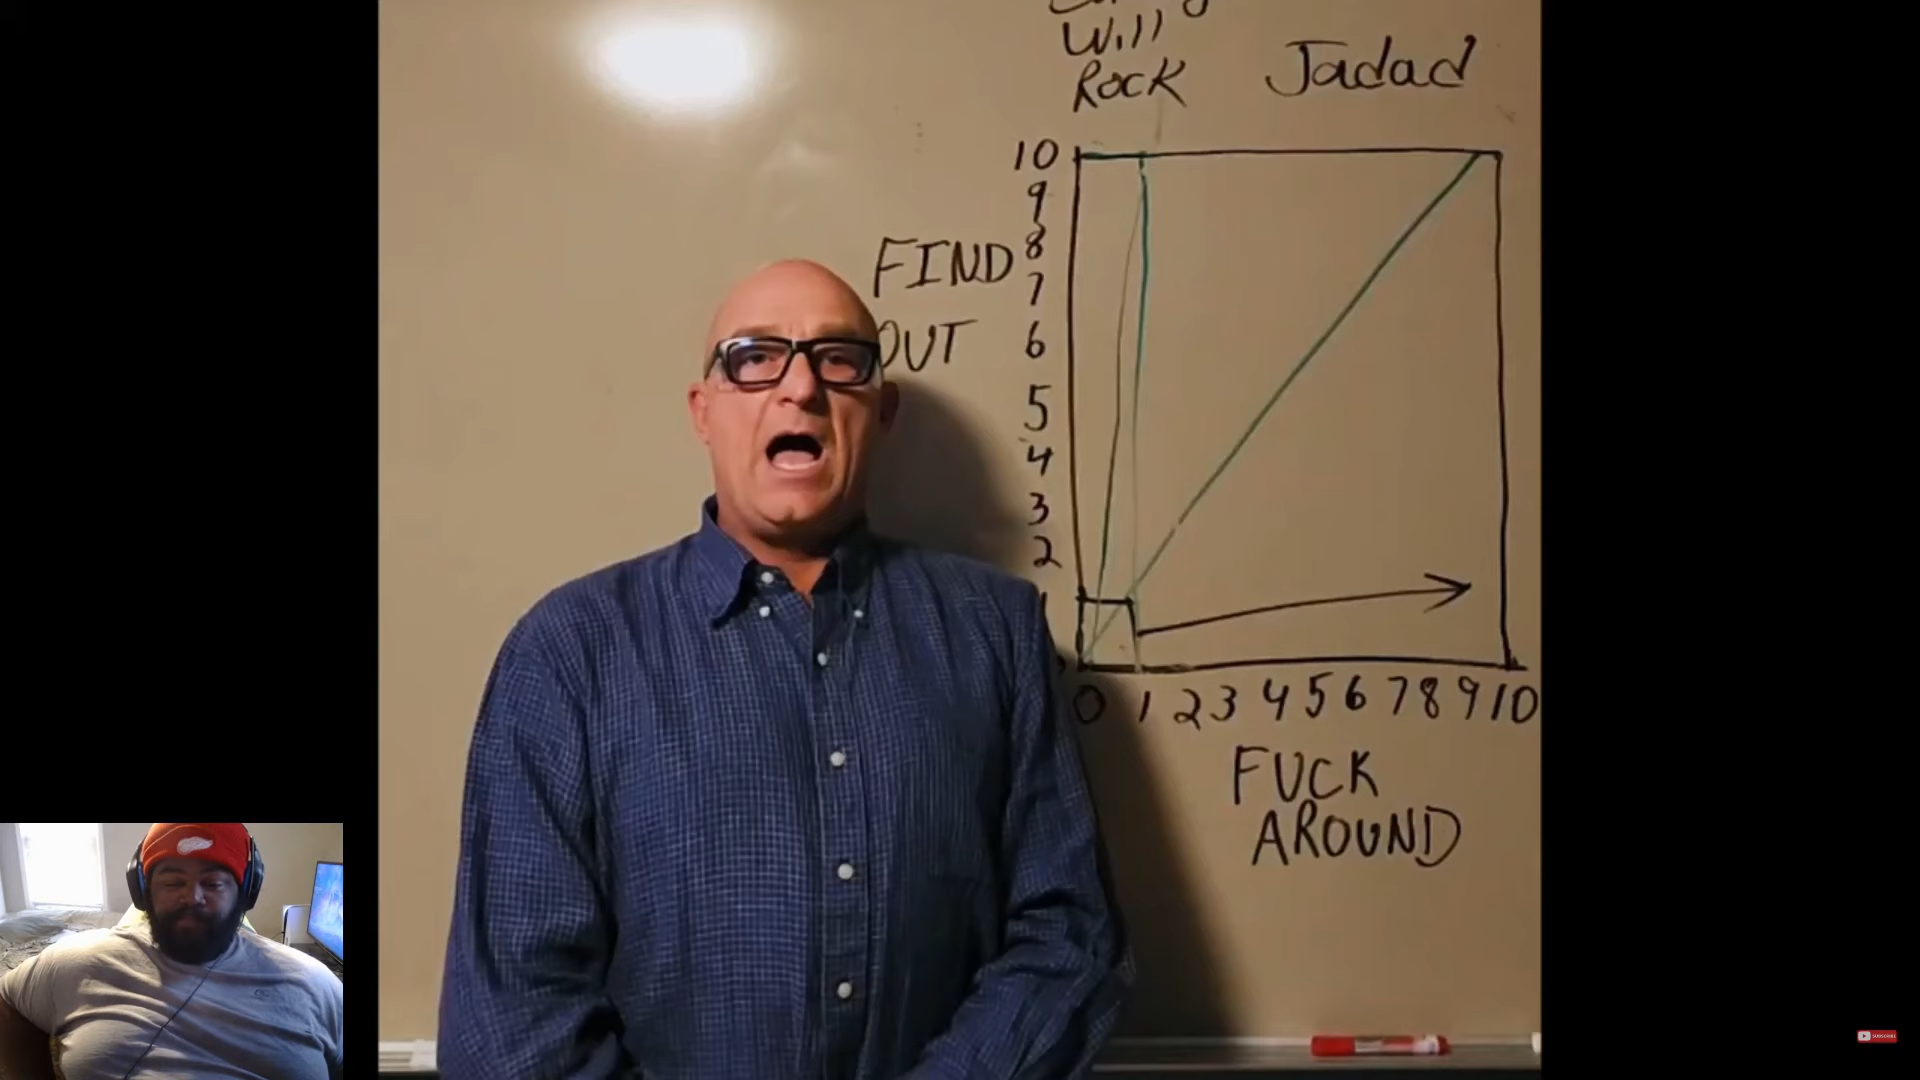 Will
Rock
Jadad
10
9
8
7
6
5
4
3
2
FIND
OUT
0 1 2 3 4 5 6 7 8 9 10
FUCK
AROUND
SUBSCRIBE